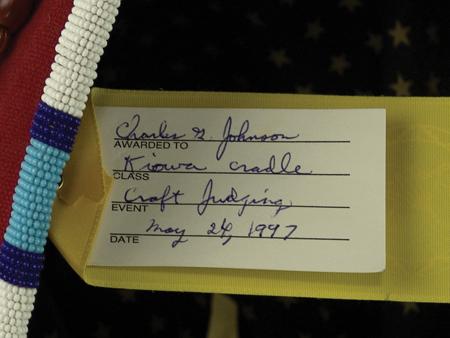 Charles G. Johnson
AWARDED TO
Kiowa cradle
CLASS
Craft Judging
EVENT
May 24, 1997
DATE